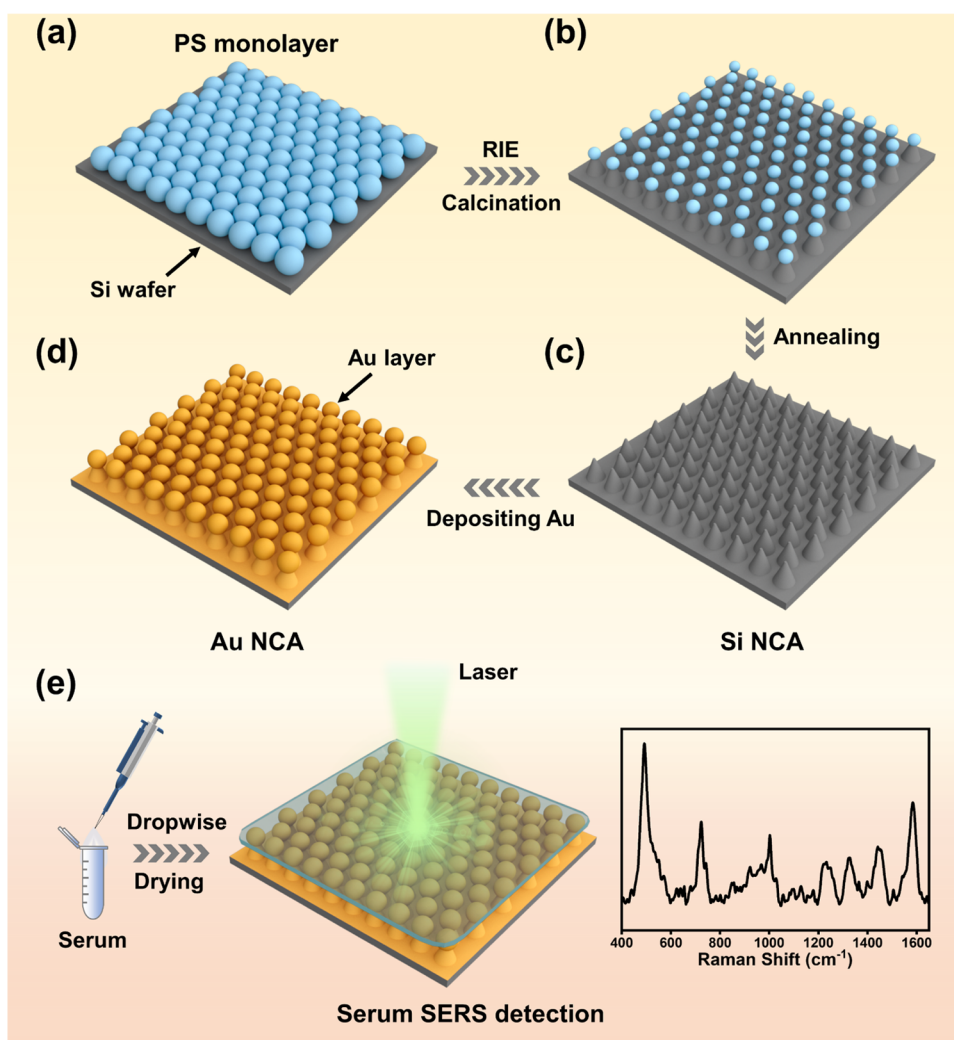 (a)
PS monolayer
Si wafer
RIE
Calcination
(b)
Annealing
(c)
Si NCA
Depositing Au
(d)
Au layer
Au NCA
(e)
Laser
Dropwise
Drying
Serum
400 600 800 1000 1200 1400 1600
Raman Shift (cm⁻¹)
Serum SERS detection